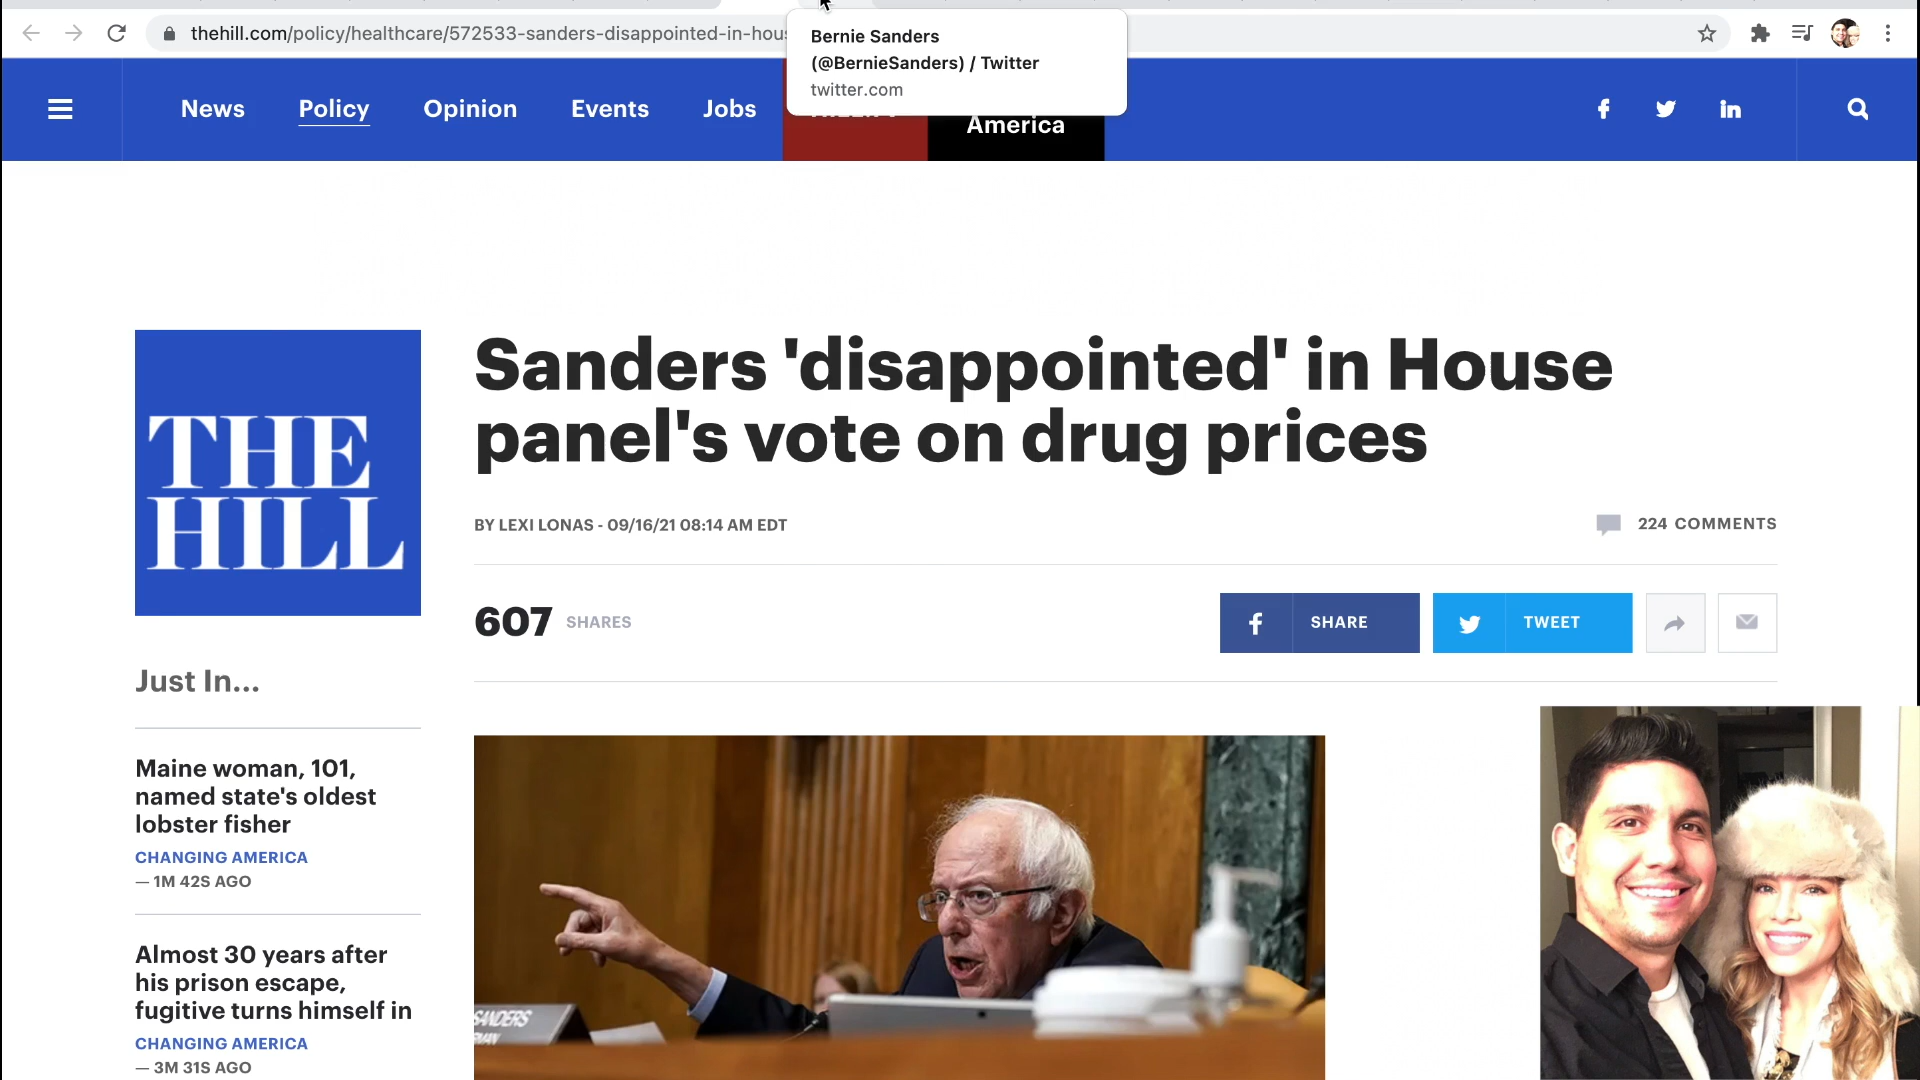 thehill.com/policy/healthcare/572533-sanders-disappointed-in-hou
Bernie Sanders
(@BernieSanders) / Twitter
twitter.com
News
Policy
Opinion
Events
Jobs
America
Sanders 'disappointed' in House
panel's vote on drug prices
THE
HILL
BY LEXI LONAS - 09/16/21 08:14 AM EDT
224 COMMENTS
607 SHARES
SHARE
TWEET
Just In...
Maine woman, 101,
named state's oldest
lobster fisher
CHANGING AMERICA
— 1M 42S AGO
Almost 30 years after
his prison escape,
fugitive turns himself in
CHANGING AMERICA
— 3M 31S AGO
SANDERS